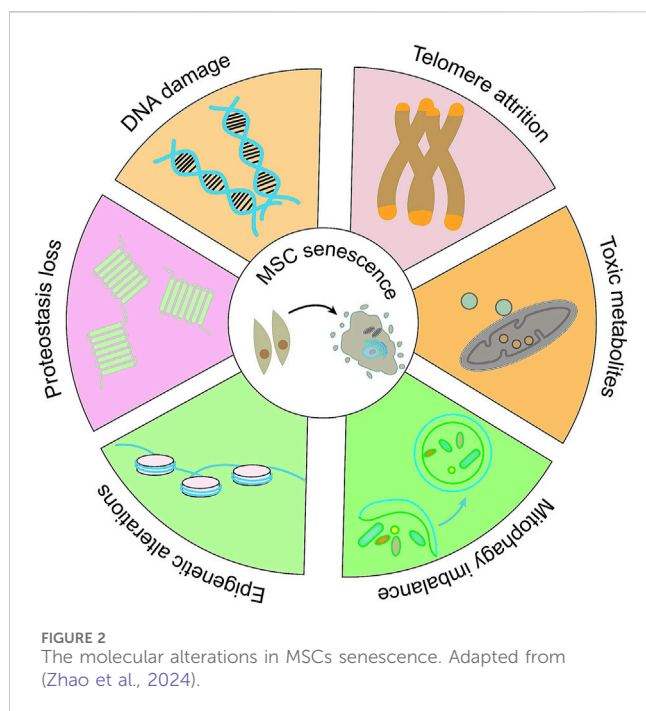 DNA damage
Telomere attrition
Proteostasis loss
MSC senescence
Toxic metabolites
Epigenetic alterations
Mitophagy imbalance
FIGURE 2
The molecular alterations in MSCs senescence. Adapted from
(Zhao et al., 2024).